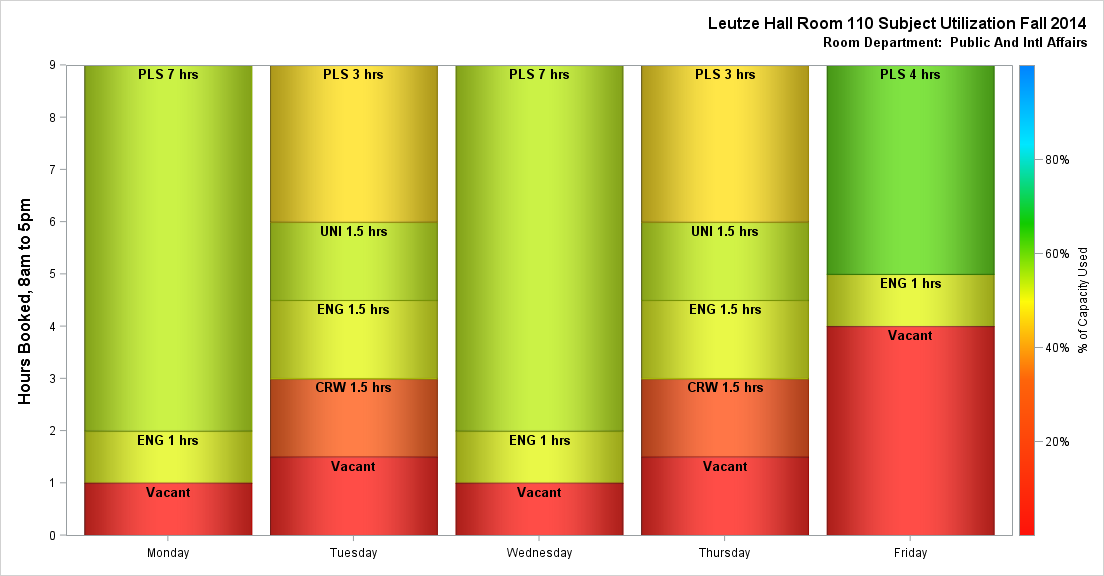 Leutze Hall Room 110 Subject Utilization Fall 2014
Room Department: Public And Intl Affairs
Hours Booked, 8am to 5pm
9
8
7
6
5
4
3
2
1
0
PLS 7 hrs
ENG 1 hrs
Vacant
Monday
PLS 3 hrs
UNI 1.5 hrs
ENG 1.5 hrs
CRW 1.5 hrs
Vacant
Tuesday
PLS 7 hrs
ENG 1 hrs
Vacant
Wednesday
PLS 3 hrs
UNI 1.5 hrs
ENG 1.5 hrs
CRW 1.5 hrs
Vacant
Thursday
PLS 4 hrs
ENG 1 hrs
Vacant
Friday
80%
60%
40%
20%
% of Capacity Used